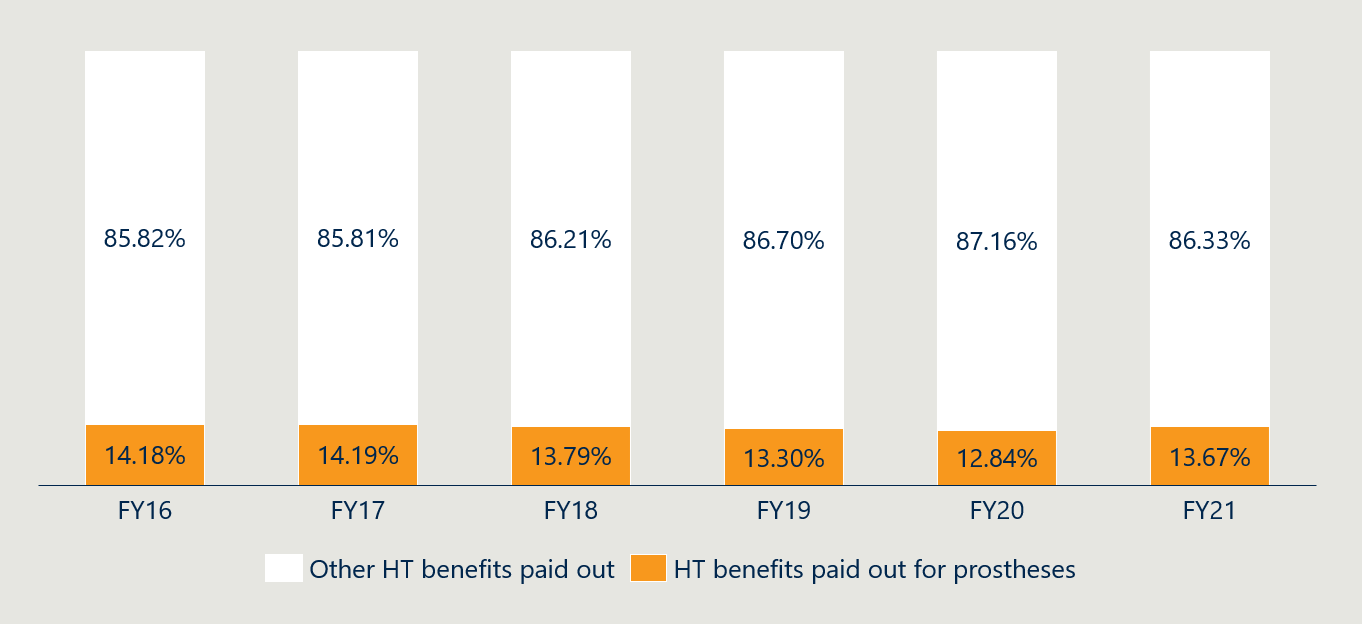 85.82% 85.81% 86.21% 86.70% 87.16% 86.33%
14.18% 14.19% 13.79% 13.30% 12.84% 13.67%
FY16 FY17 FY18 FY19 FY20 FY21
Other HT benefits paid out HT benefits paid out for prostheses